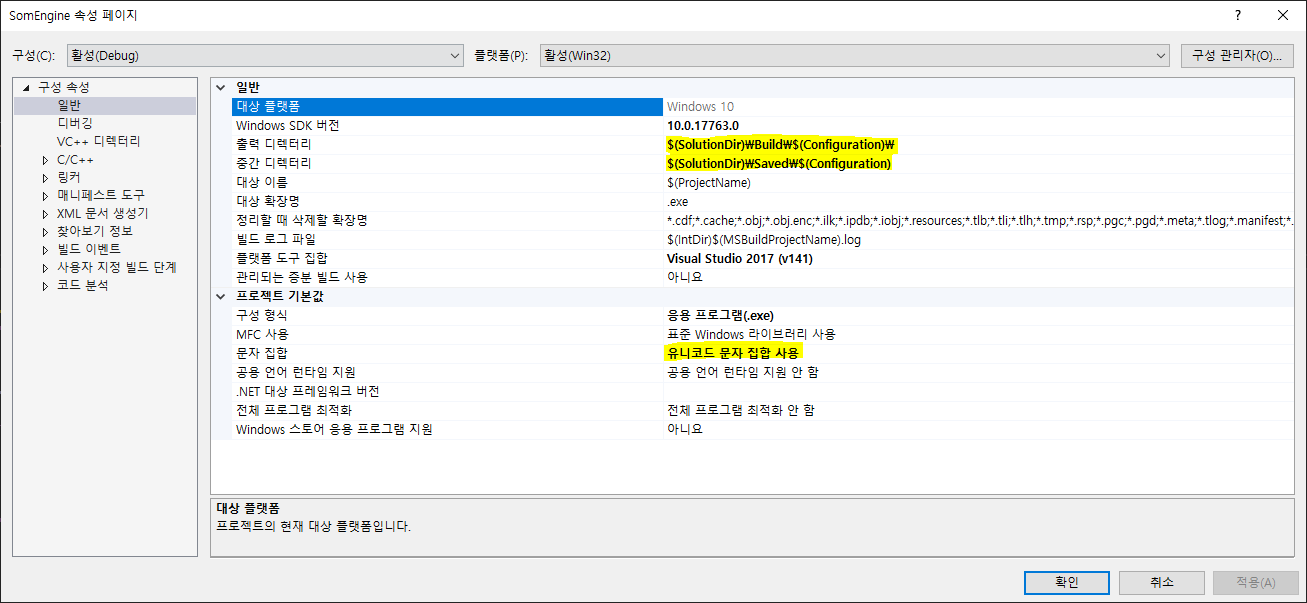 SomEngine 속성 페이지
?
구성(C): 활성(Debug) 플랫폼(P): 활성(Win32) 구성 관리자(O)...
구성 속성
일반
디버깅
VC++ 디렉터리
C/C++
링커
매니페스트 도구
XML 문서 생성기
찾아보기 정보
빌드 이벤트
사용자 지정 빌드 단계
코드 분석
일반
대상 플랫폼 Windows 10
Windows SDK 버전 10.0.17763.0
출력 디렉터리 $(SolutionDir)₩Build₩$(Configuration)₩
중간 디렉터리 $(SolutionDir)₩Saved₩$(Configuration)
대상 이름 $(ProjectName)
대상 확장명 .exe
정리할 때 삭제할 확장명 *.cdf;*.cache;*.obj;*.obj.enc;*.ilk;*.ipdb;*.iobj;*.resources;*.tlb;*.tli;*.tlh;*.tmp;*.rsp;*.pgc;*.pgd;*.meta;*.tlog;*.manifest;*.
빌드 로그 파일 $(IntDir)$(MSBuildProjectName).log
플랫폼 도구 집합 Visual Studio 2017 (v141)
관리되는 증분 빌드 사용 아니요
프로젝트 기본값
구성 형식 응용 프로그램(.exe)
MFC 사용 표준 Windows 라이브러리 사용
문자 집합 유니코드 문자 집합 사용
공용 언어 런타임 지원 공용 언어 런타임 지원 안 함
.NET 대상 프레임워크 버전
전체 프로그램 최적화 전체 프로그램 최적화 안 함
Windows 스토어 응용 프로그램 지원 아니요
대상 플랫폼
프로젝트의 현재 대상 플랫폼입니다.
확인 취소 적용(A)